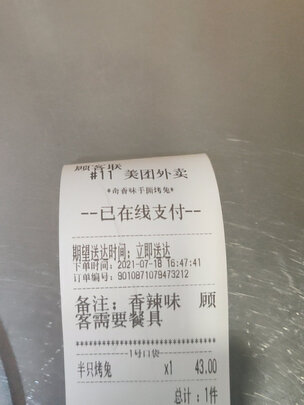 顾客联
#11 美团外卖
*奇香味手撕烤兔*
--已在线支付--
期望送达时间：立即送达
下单时间：2021-07-18 16:47:41
订单编号：9010871079473212
备注：香辣味 顾
客需要餐具
1号口袋
半只烤兔 x1 43.00
总计：1件